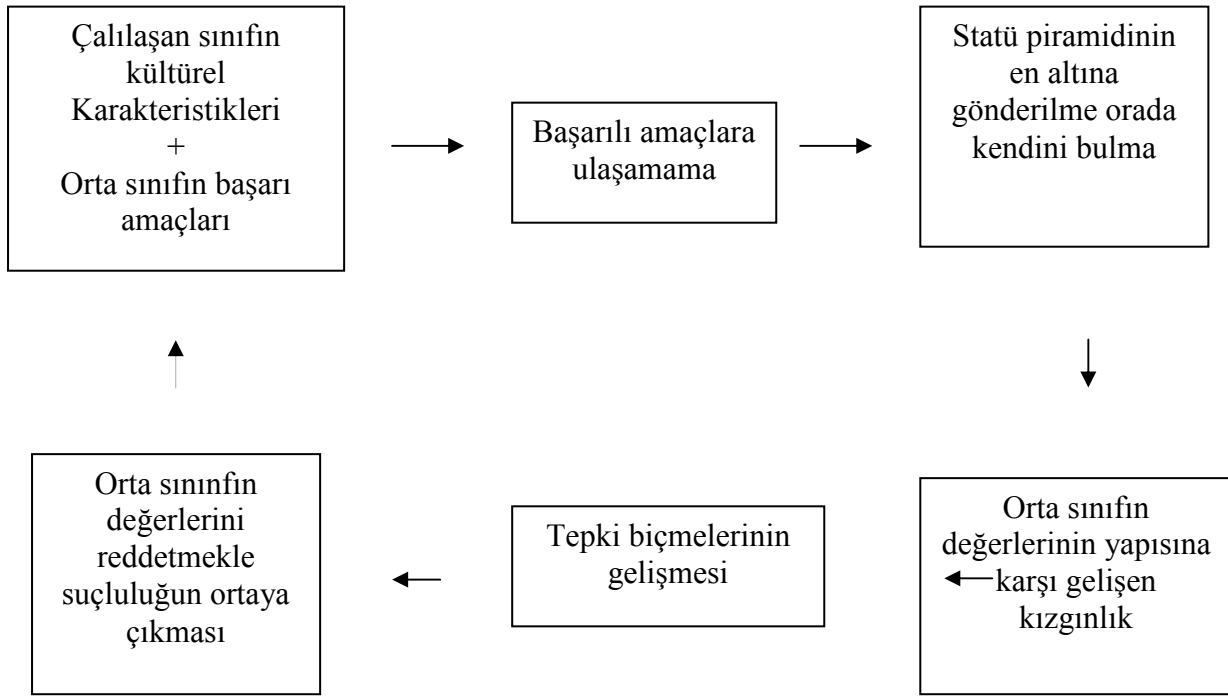 Çalılaşan sınıfın
kültürel
Karakteristikleri
+
Orta sınıfın başarı
amaçları
Başarılı amaçlara
ulaşamama
Statü piramidinin
en altına
gönderilme orada
kendini bulma
Orta sınıfın
değerlerinin yapısına
karşı gelişen
kızgınlık
Tepki biçmelerinin
gelişmesi
Orta sınınfın
değerlerini
reddetmekle
suçluluğun ortaya
çıkması